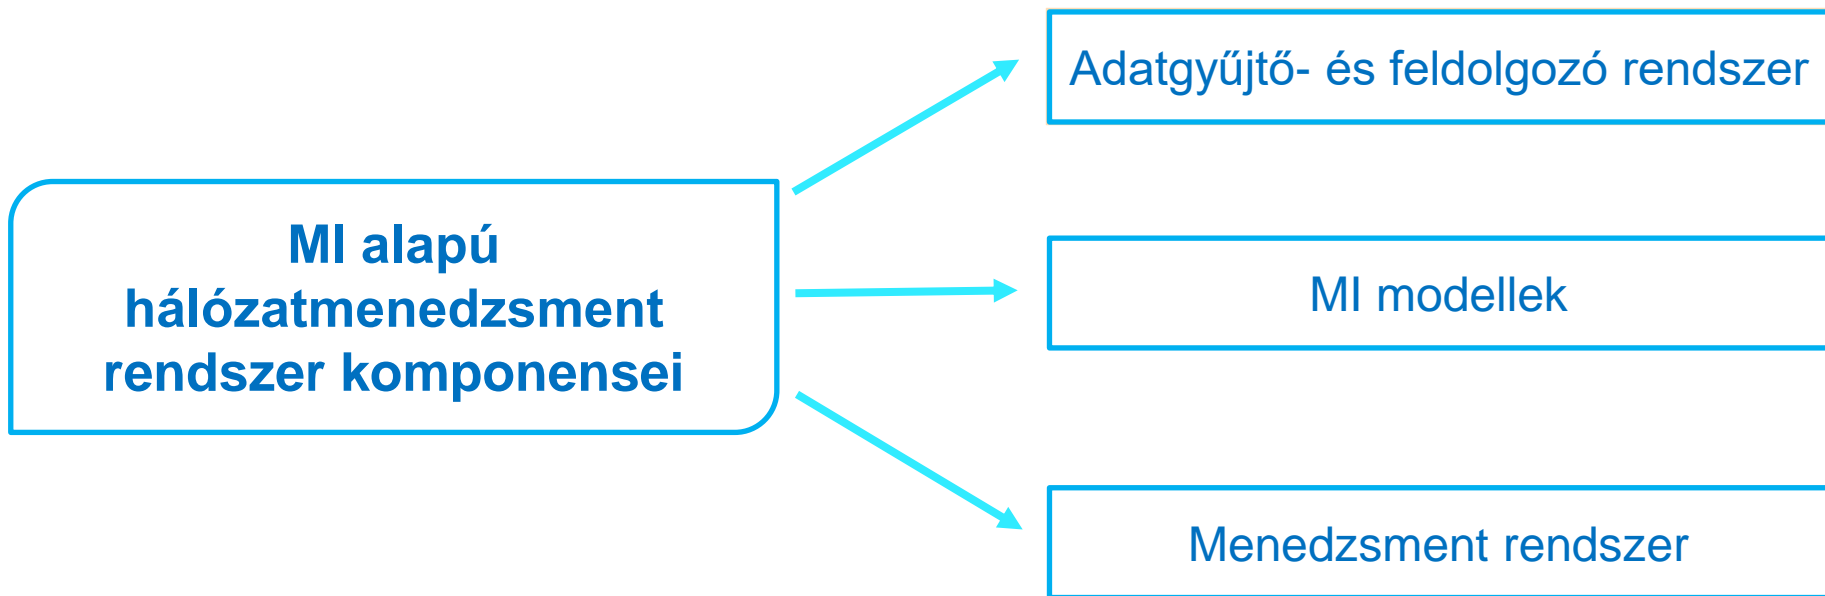 Adatgyűjtő- és feldolgozó rendszer
MI alapú
hálózatmenedzsment
rendszer komponensei
MI modellek
Menedzsment rendszer